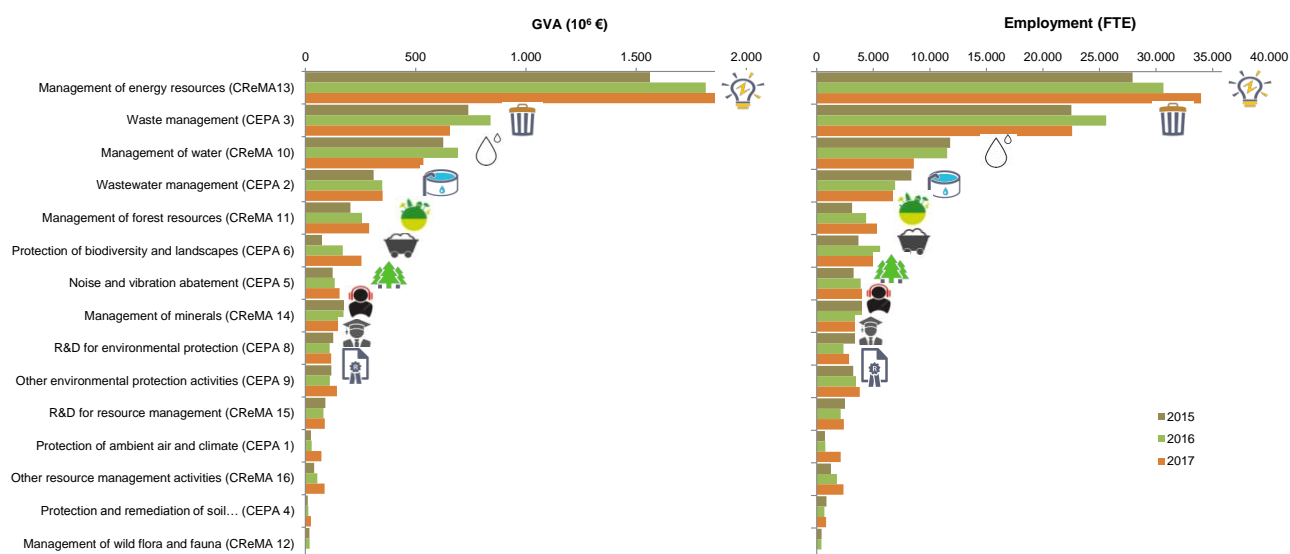 GVA (10⁶ €)
Employment (FTE)
0 500 1.000 1.500 2.000
0 5.000 10.000 15.000 20.000 25.000 30.000 35.000 40.000
Management of energy resources (CReMA13)
Waste management (CEPA 3)
Management of water (CReMA 10)
Wastewater management (CEPA 2)
Management of forest resources (CReMA 11)
Protection of biodiversity and landscapes (CEPA 6)
Noise and vibration abatement (CEPA 5)
Management of minerals (CReMA 14)
R&D for environmental protection (CEPA 8)
Other environmental protection activities (CEPA 9)
R&D for resource management (CReMA 15)
Protection of ambient air and climate (CEPA 1)
Other resource management activities (CReMA 16)
Protection and remediation of soil… (CEPA 4)
Management of wild flora and fauna (CReMA 12)
R
R
2015
2016
2017